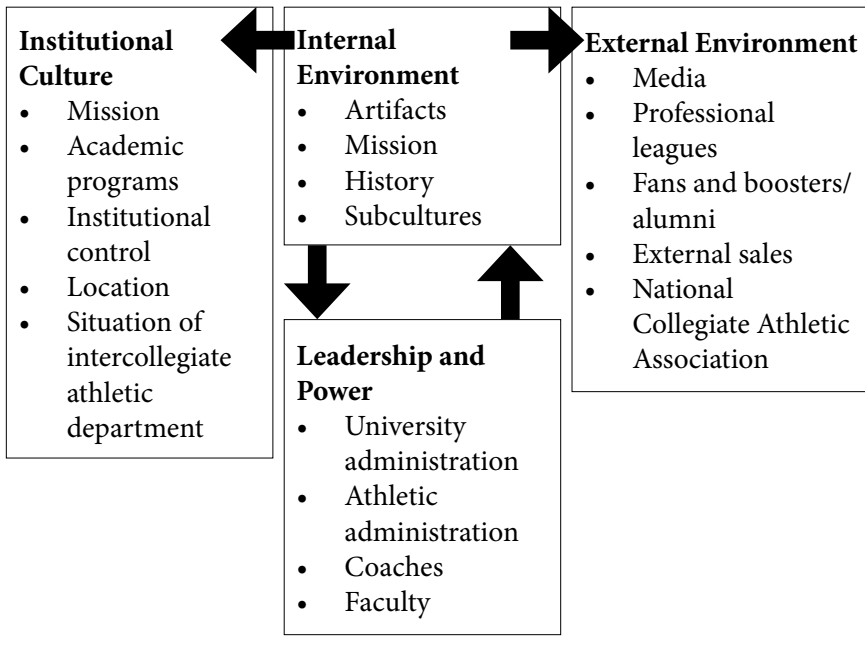 Institutional
Culture
• Mission
• Academic
programs
• Institutional
control
• Location
• Situation of
intercollegiate
athletic
department
Internal
Environment
• Artifacts
• Mission
• History
• Subcultures
External Environment
• Media
• Professional
leagues
• Fans and boosters/
alumni
• External sales
• National
Collegiate Athletic
Association
Leadership and
Power
• University
administration
• Athletic
administration
• Coaches
• Faculty